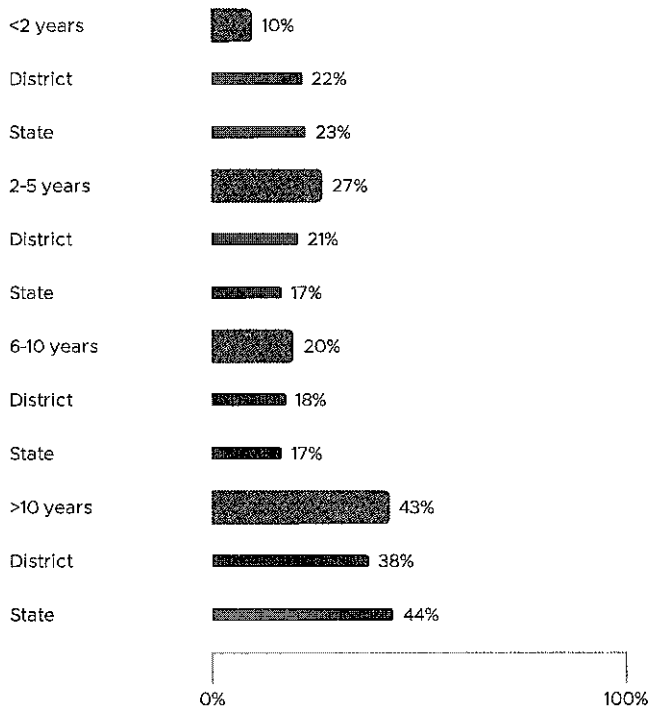 <2 years 10%
District 22%
State 23%
2-5 years 27%
District 21%
State 17%
6-10 years 20%
District 18%
State 17%
>10 years 43%
District 38%
State 44%
0% 100%